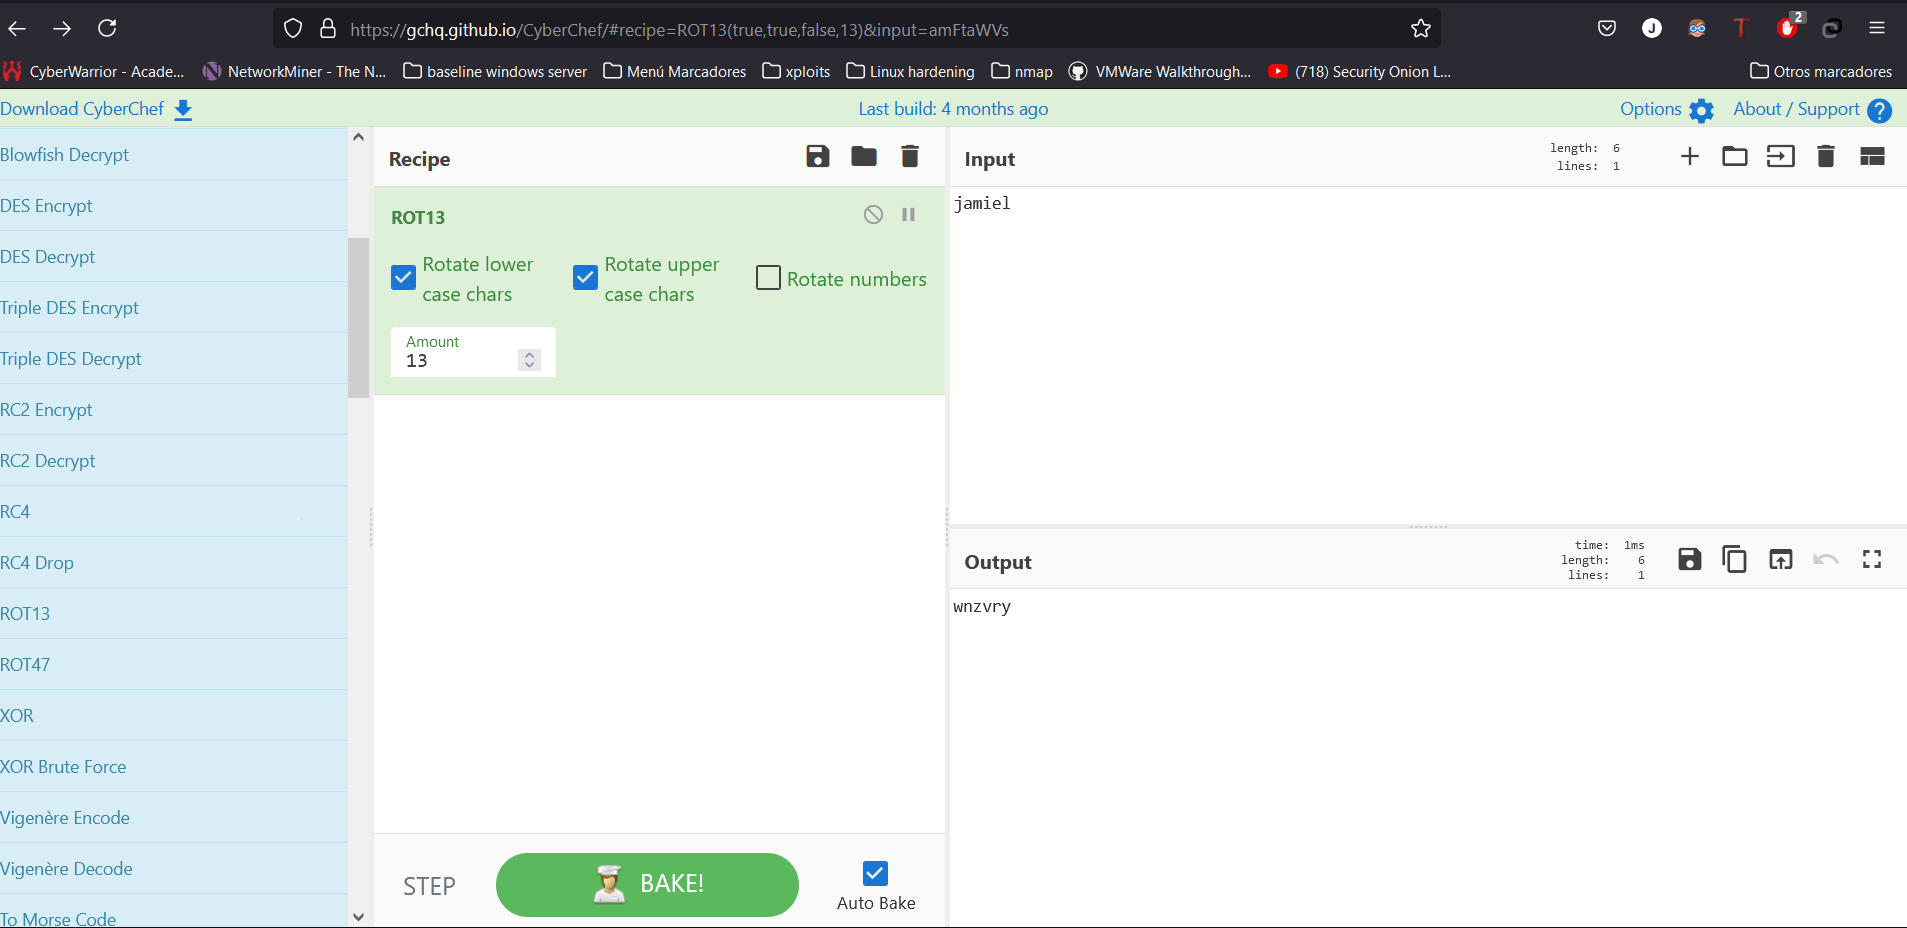 https://gchq.github.io/CyberChef/#recipe=ROT13(true,true,false,13)&input=amFtaWVs
J
T
2
CyberWarrior - Acade...
NetworkMiner - The N...
baseline windows server
Menú Marcadores
xploits
Linux hardening
nmap
VMWare Walkthrough...
(718) Security Onion L...
Otros marcadores
Download CyberChef
Last build: 4 months ago
Options
About / Support
?
Blowfish Decrypt
DES Encrypt
DES Decrypt
Triple DES Encrypt
Triple DES Decrypt
RC2 Encrypt
RC2 Decrypt
RC4
RC4 Drop
ROT13
ROT47
XOR
XOR Brute Force
Vigenère Encode
Vigenère Decode
To Morse Code
Recipe
ROT13
Rotate lower
case chars
Rotate upper
case chars
Rotate numbers
Amount
13
STEP
BAKE!
Auto Bake
Input
length: 6
lines: 1
jamiel
Output
time: 1ms
length: 6
lines: 1
wnzvry